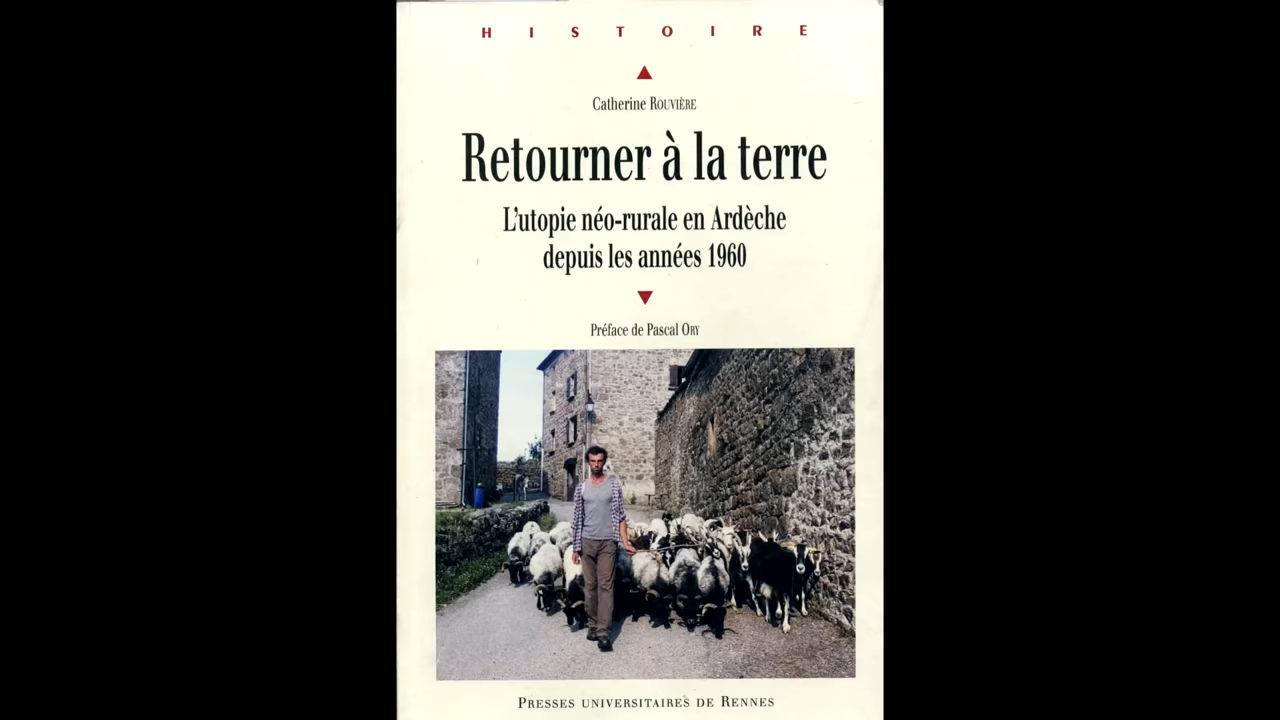 HISTOIRE
Catherine ROUVIÈRE
Retourner à la terre
L'utopie néo-rurale en Ardèche
depuis les années 1960
Préface de Pascal ORY
PRESSES UNIVERSITAIRES DE RENNES